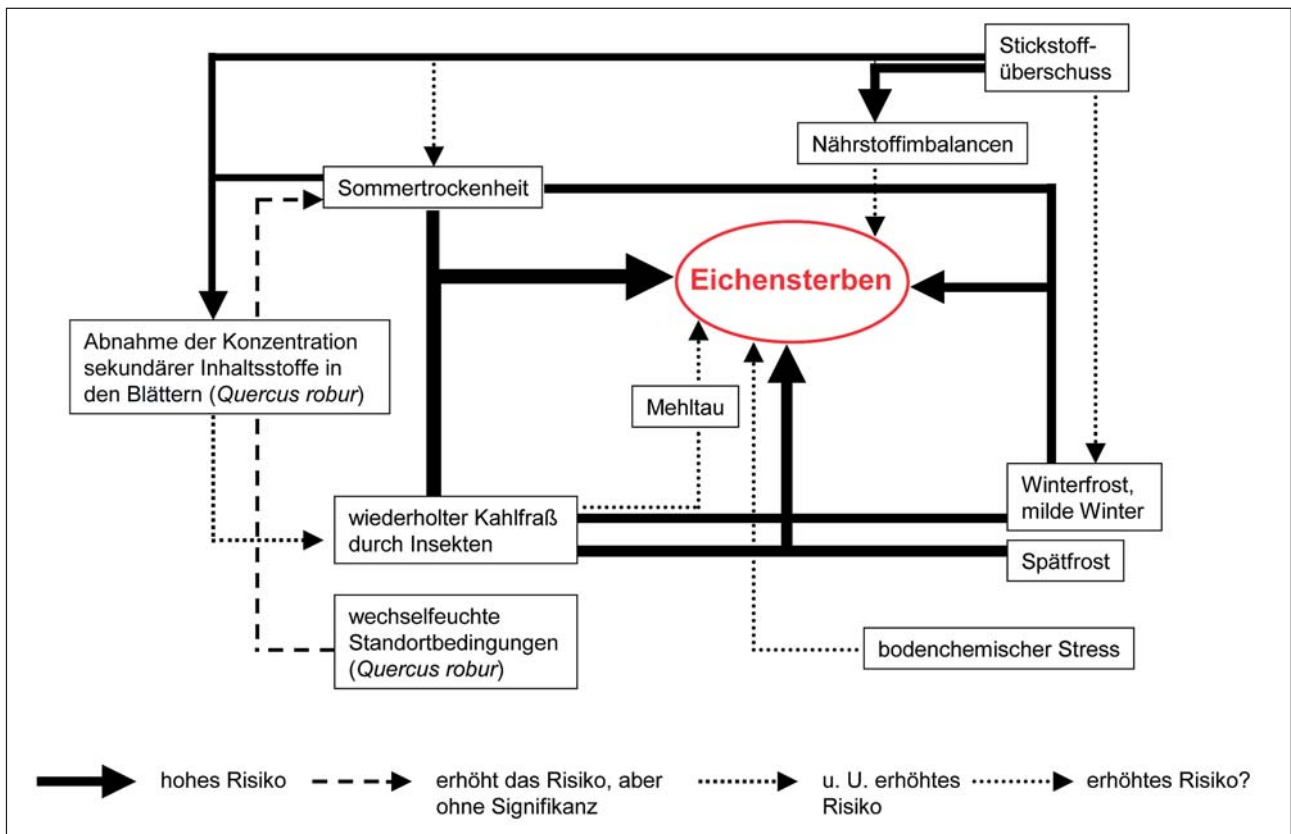 Stickstoff-
überschuss
Nährstoffimbalancen
Sommertrockenheit
Eichensterben
Abnahme der Konzentration
sekundärer Inhaltsstoffe in
den Blättern (Quercus robur)
Mehltau
wiederholter Kahlfraß
durch Insekten
Winterfrost,
milde Winter
Spätfrost
wechselfeuchte
Standortbedingungen
(Quercus robur)
bodenchemischer Stress
hohes Risiko
erhöht das Risiko, aber
ohne Signifikanz
u. U. erhöhtes
Risiko
erhöhtes Risiko?